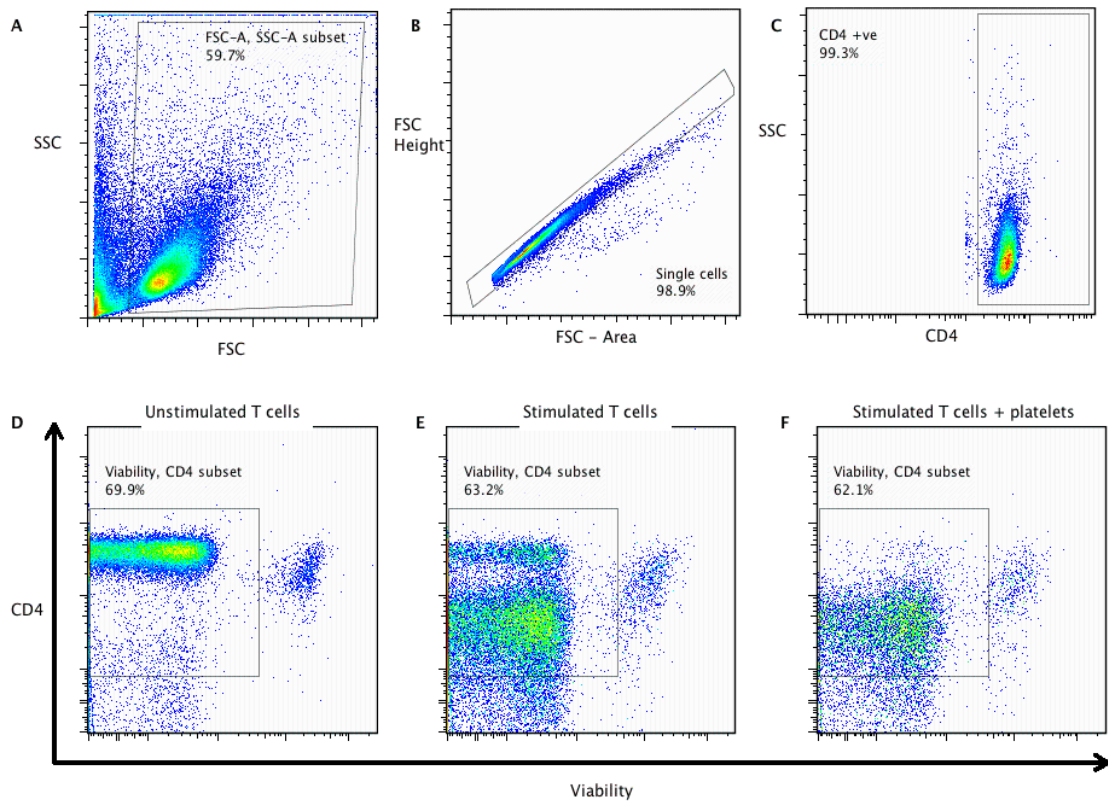 A
FSC-A, SSC-A subset
59.7%
SSC
FSC
B
FSC
Height
Single cells
98.9%
FSC - Area
C
CD4 +ve
99.3%
SSC
CD4
D
Unstimulated T cells
Viability, CD4 subset
69.9%
E
Stimulated T cells
Viability, CD4 subset
63.2%
F
Stimulated T cells + platelets
Viability, CD4 subset
62.1%
CD4
Viability